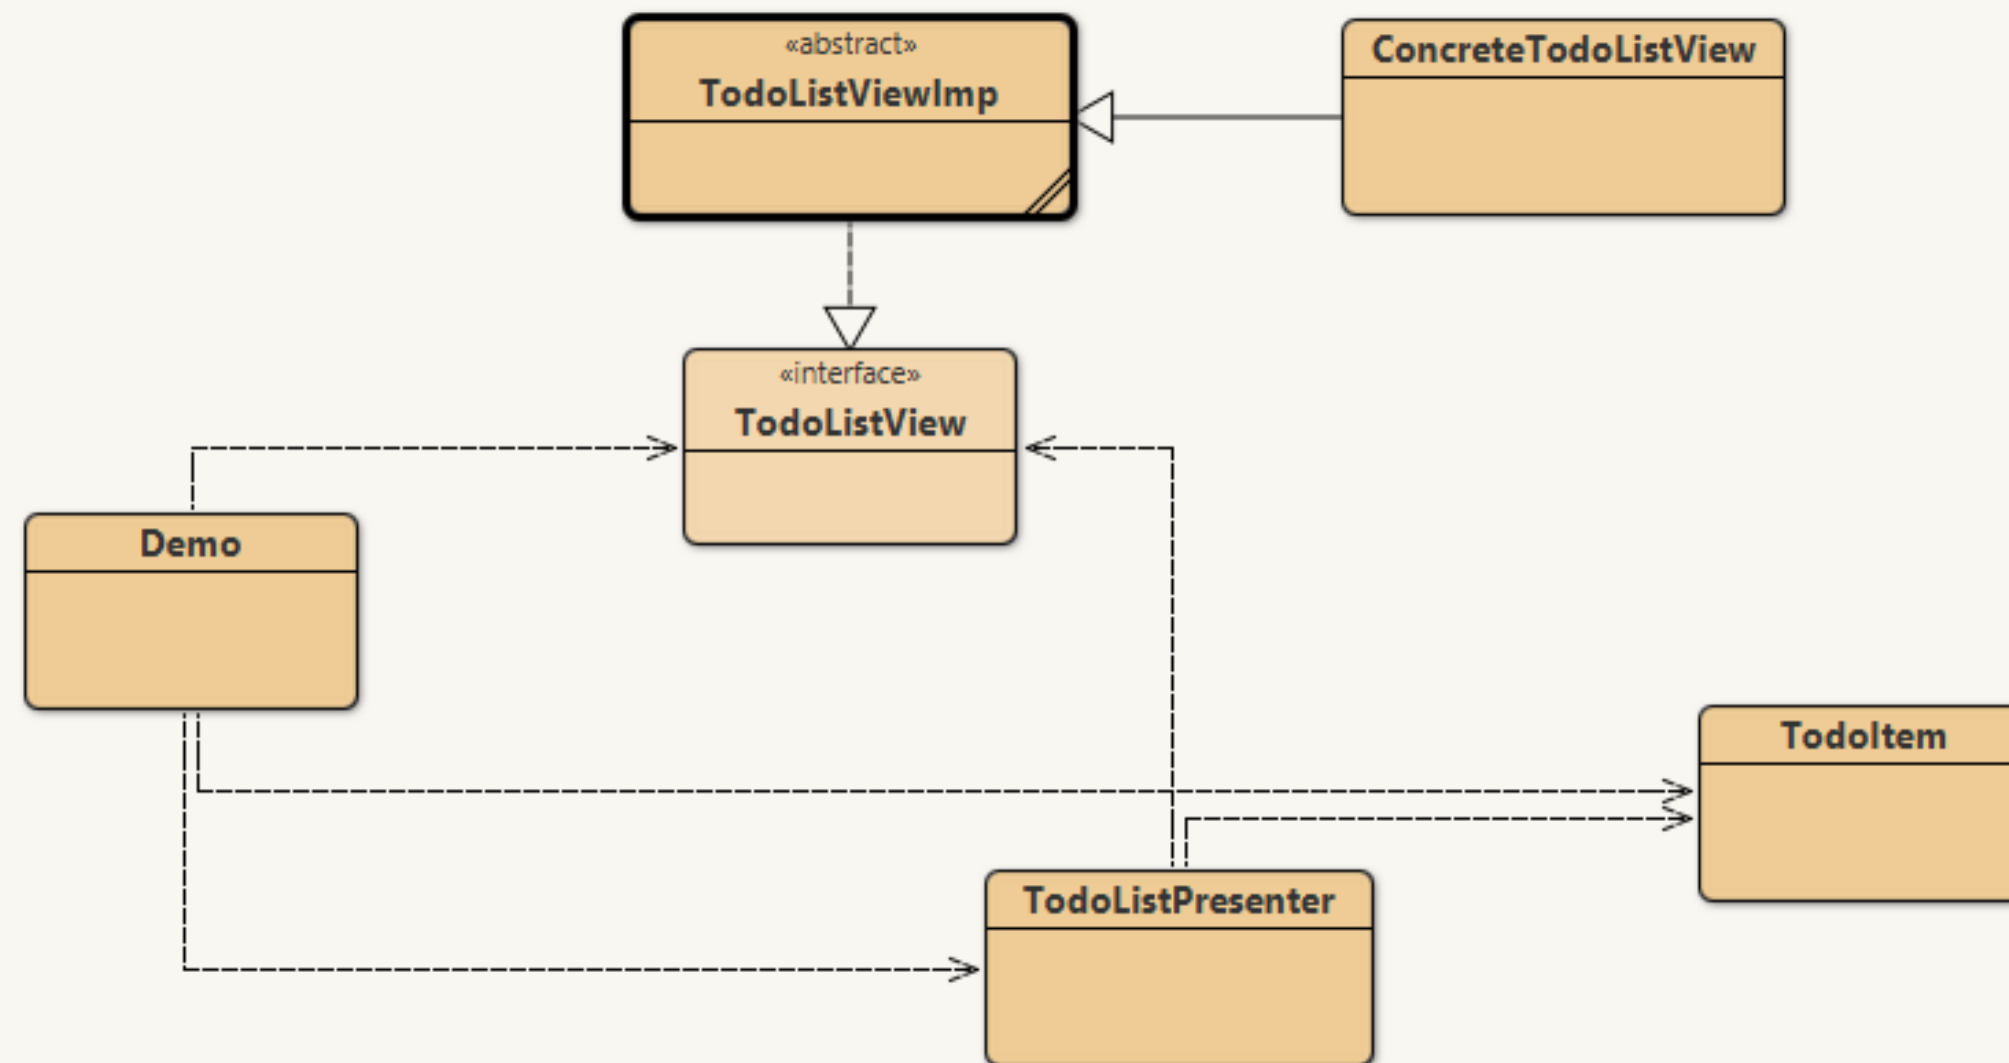 «abstract»
TodoListViewImp
ConcreteTodoListView
«interface»
TodoListView
Demo
TodoItem
TodoListPresenter